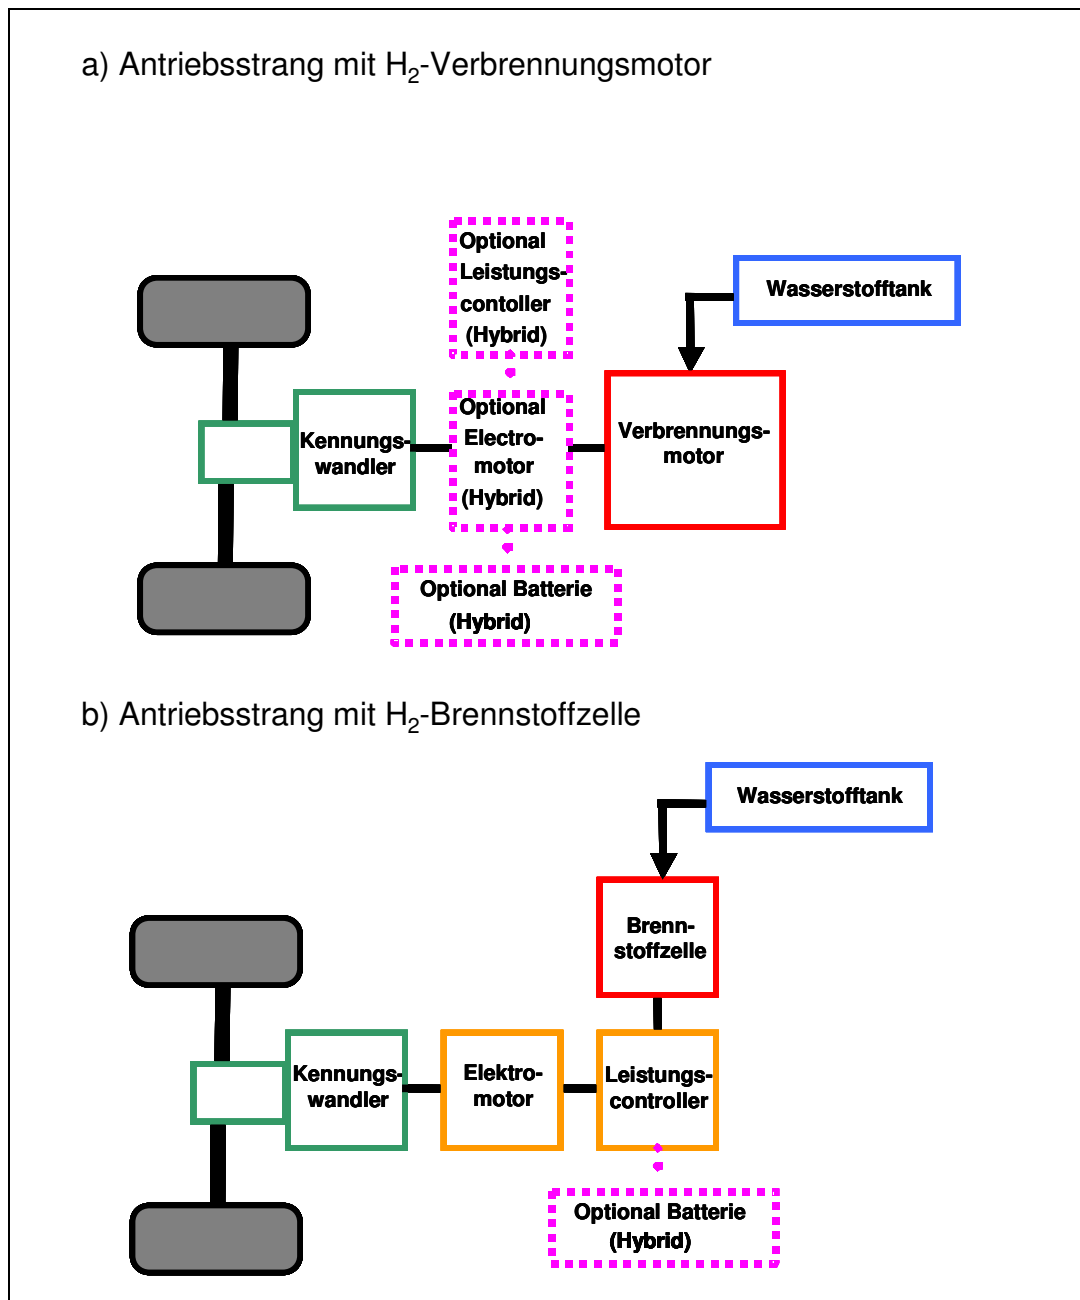 a) Antriebsstrang mit H₂-Verbrennungsmotor
Optional
Leistungs-
contoller
(Hybrid)
Wasserstofftank
Kennungs-
wandler
Optional
Electro-
motor
(Hybrid)
Verbrennungs-
motor
Optional Batterie
(Hybrid)
b) Antriebsstrang mit H₂-Brennstoffzelle
Wasserstofftank
Brenn-
stoffzelle
Kennungs-
wandler
Elektro-
motor
Leistungs-
controller
Optional Batterie
(Hybrid)